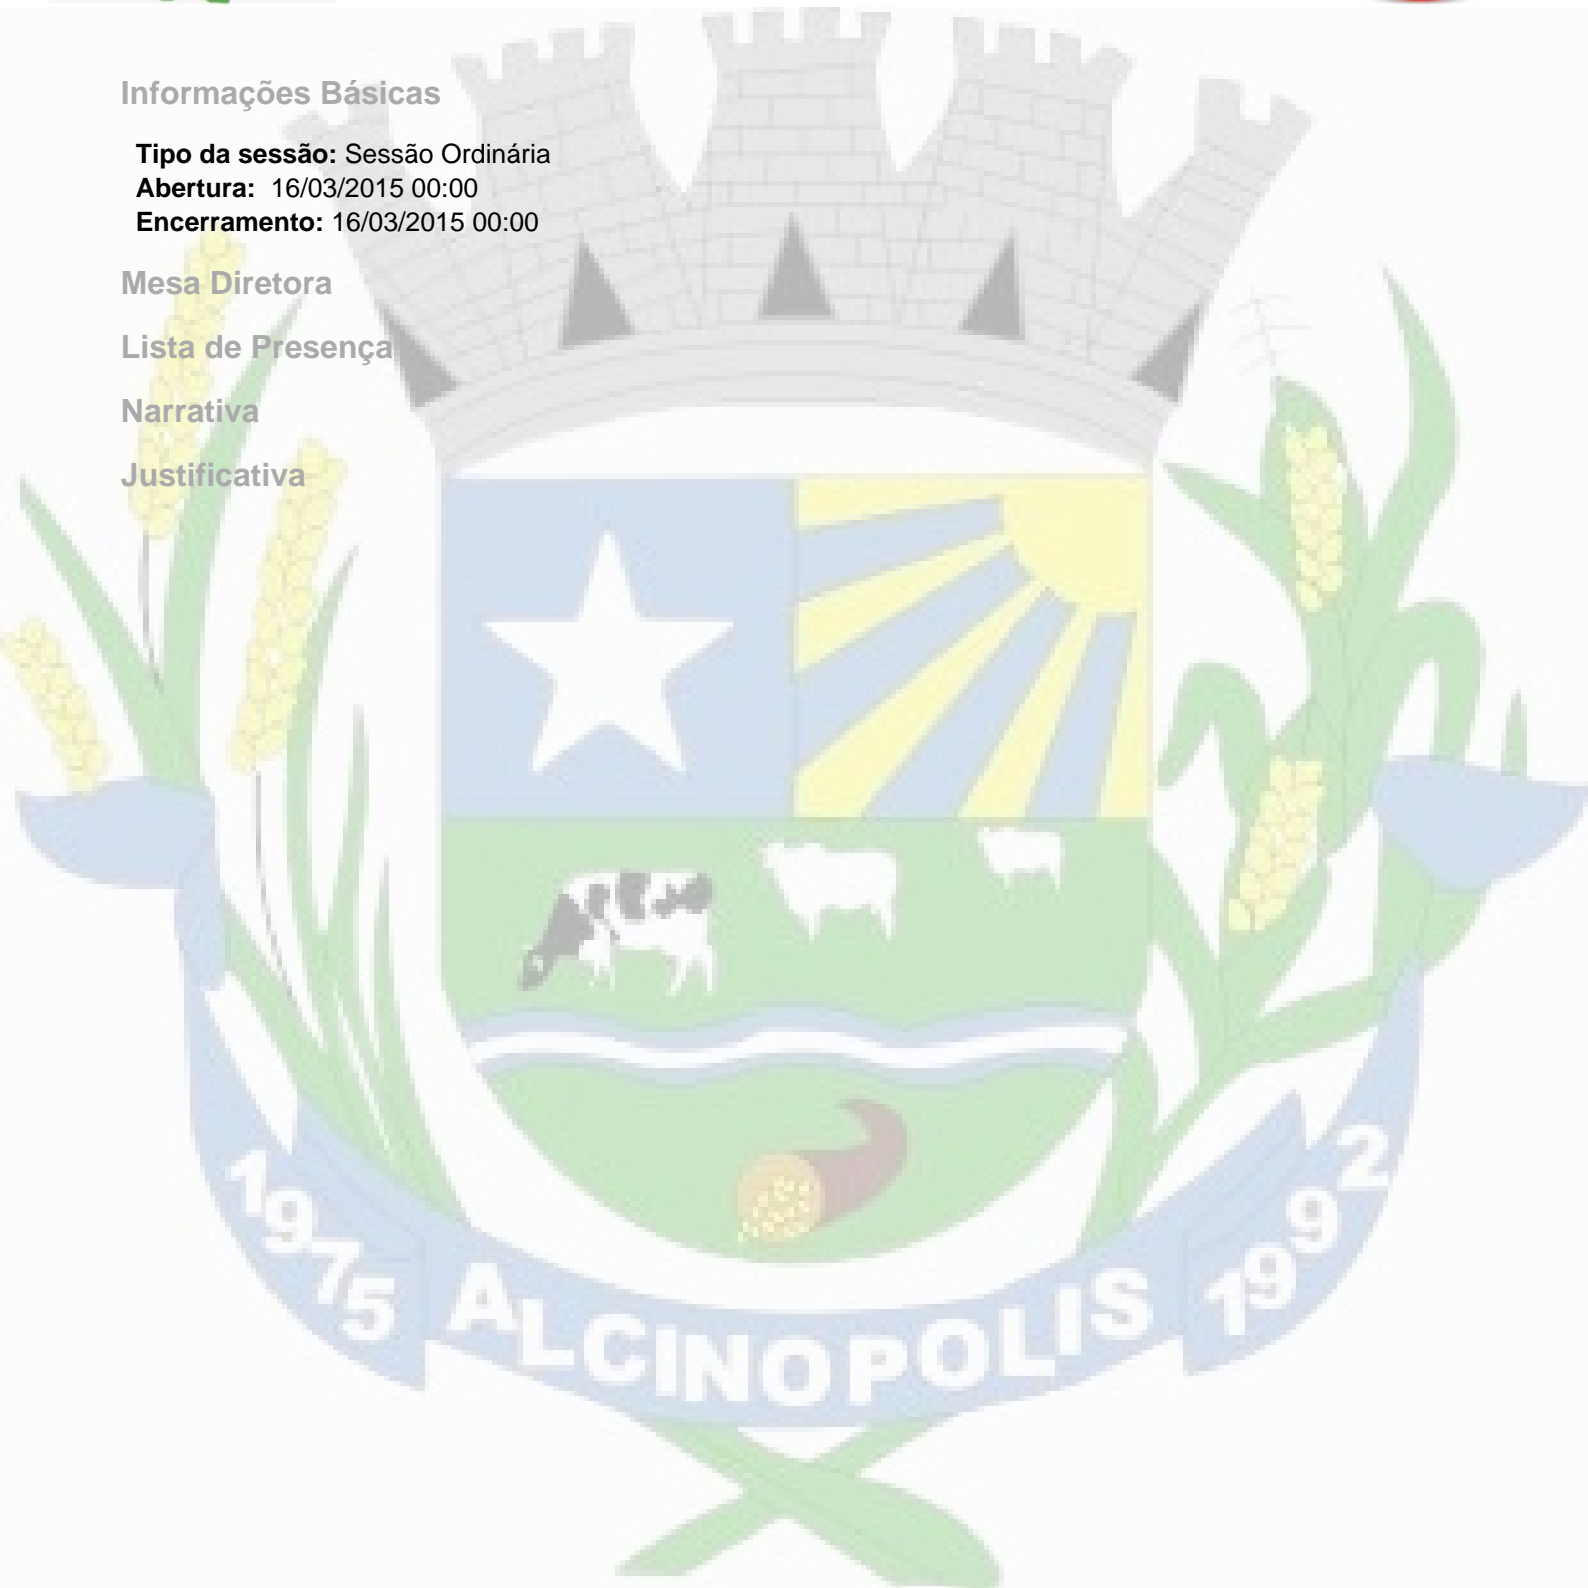 Informações Básicas
Tipo da sessão: Sessão Ordinária
Abertura: 16/03/2015 00:00
Encerramento: 16/03/2015 00:00
Mesa Diretora
Lista de Presença
Narrativa
Justificativa
1975 ALCINOPOLIS 1992